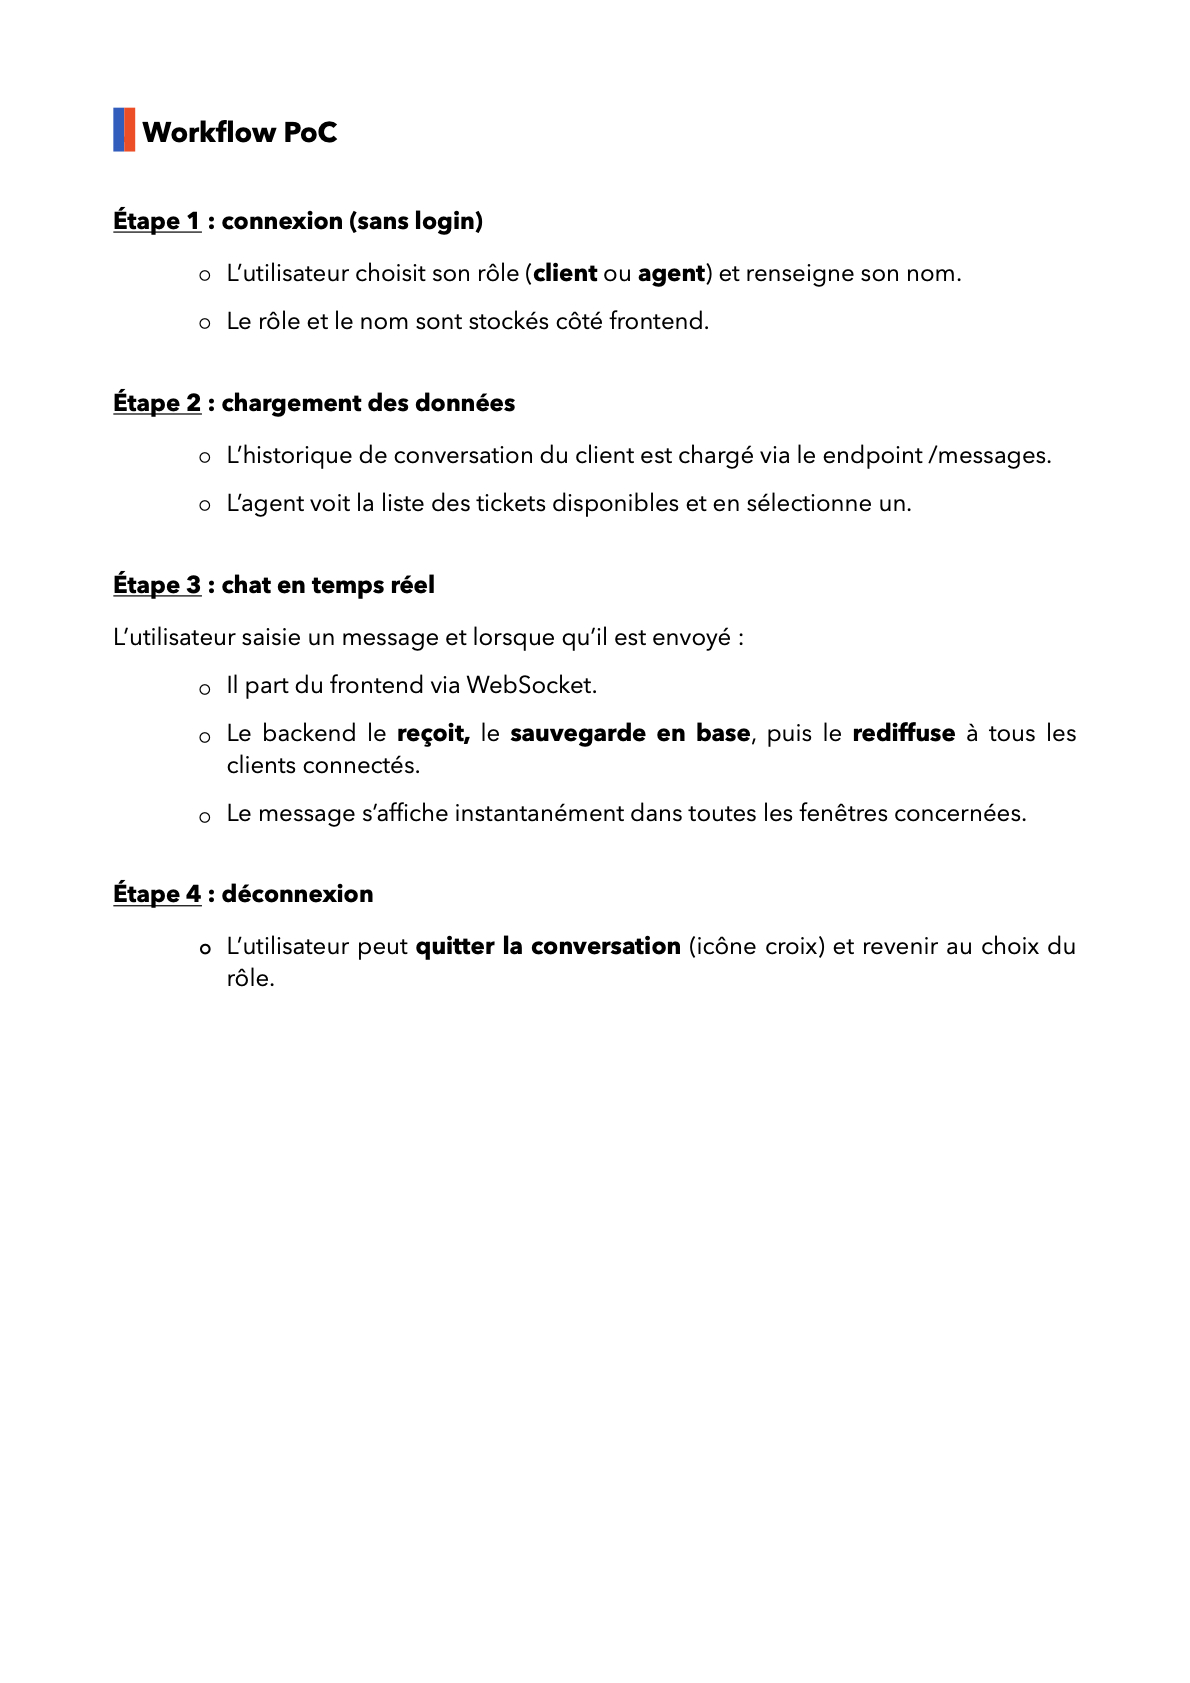 Workflow PoC
Étape 1 : connexion (sans login)
o L’utilisateur choisit son rôle (client ou agent) et renseigne son nom.
o Le rôle et le nom sont stockés côté frontend.
Étape 2 : chargement des données
o L’historique de conversation du client est chargé via le endpoint /messages.
o L’agent voit la liste des tickets disponibles et en sélectionne un.
Étape 3 : chat en temps réel
L’utilisateur saisie un message et lorsque qu’il est envoyé :
o Il part du frontend via WebSocket.
o Le backend le reçoit, le sauvegarde en base, puis le rediffuse à tous les
clients connectés.
o Le message s’affiche instantanément dans toutes les fenêtres concernées.
Étape 4 : déconnexion
o L’utilisateur peut quitter la conversation (icône croix) et revenir au choix du
rôle.